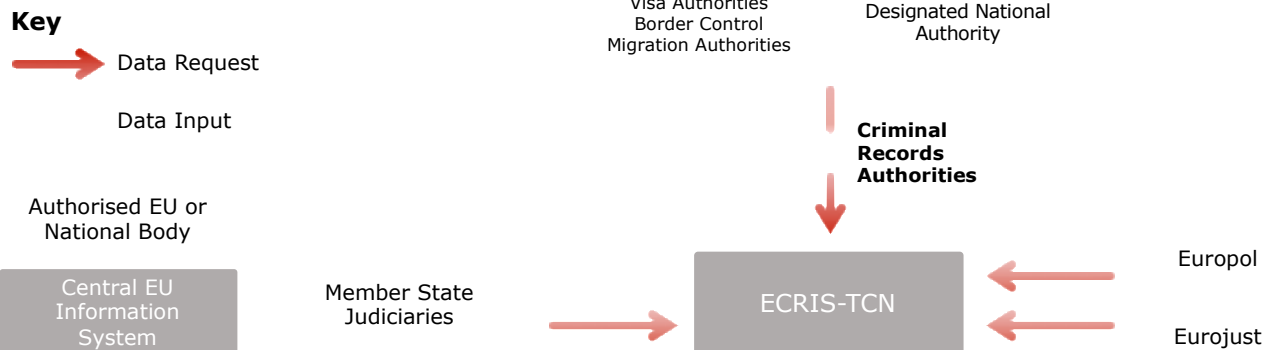 Key
Data Request
Data Input
Authorised EU or
National Body
Central EU
Information
System
Visa Authorities
Border Control
Migration Authorities
Designated National
Authority
Criminal
Records
Authorities
Member State
Judiciaries
ECRIS-TCN
Europol
Eurojust